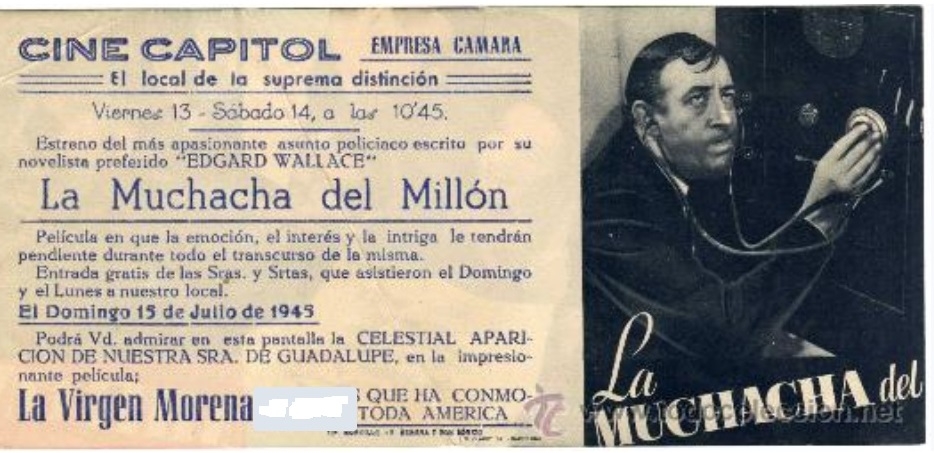 CINE CAPITOL EMPRESA CAMARA
El local de la suprema distinción
Viernes 13 - Sábado 14, a las 10'45.
Estreno del más apasionante asunto policiaco escrito por su
novelista preferido "EDGARD WALLACE"
La Muchacha del Millón
Película en que la emoción, el interés y la intriga le tendrán
pendiente durante todo el transcurso de la misma.
Entrada gratis de las Sras. y Srtas, que asistieron el Domingo
y el Lunes a nuestro local.
El Domingo 15 de Julio de 1945
Podrá Vd. admirar en esta pantalla la CELESTIAL APARI-
CION DE NUESTRA SRA. DE GUADALUPE, en la impresio-
nante película;
La Virgen Morena
S QUE HA CONMO-
TODA AMERICA
La
MUCHACHA del
www.todocoleccion.net
tc